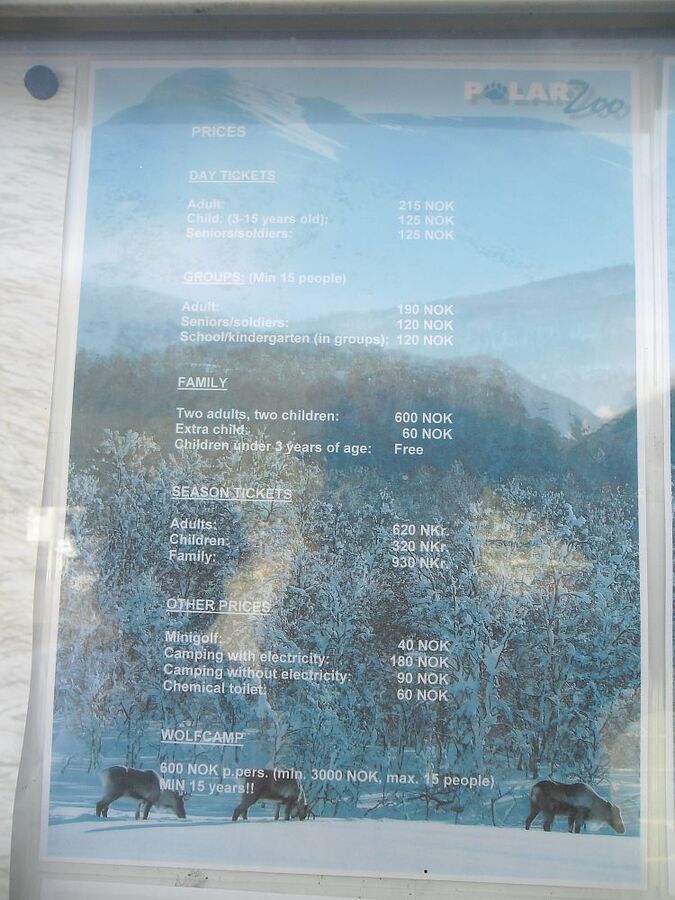 POLAR Zoo
PRICES
DAY TICKETS
Adult: 215 NOK
Child: (3-15 years old): 125 NOK
Seniors/soldiers: 125 NOK
GROUPS: (Min 15 people)
Adult: 190 NOK
Seniors/soldiers: 120 NOK
School/kindergarten (in groups): 120 NOK
FAMILY
Two adults, two children: 600 NOK
Extra child: 60 NOK
Children under 3 years of age: Free
SEASON TICKETS
Adults: 620 NKr.
Children: 320 NKr.
Family: 930 NKr.
OTHER PRICES
Minigolf: 40 NOK
Camping with electricity: 180 NOK
Camping without electricity: 90 NOK
Chemical toilet: 60 NOK
WOLFCAMP
600 NOK p.pers. (min. 3000 NOK, max. 15 people)
MIN 15 years!!